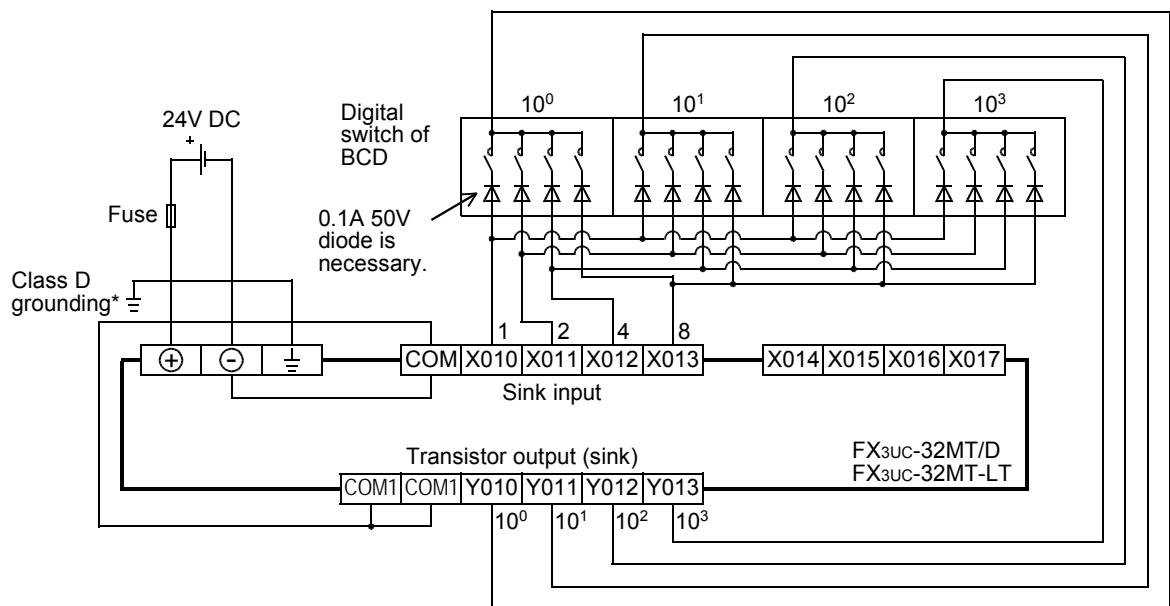 10⁰ 10¹ 10² 10³
Digital
switch of
BCD
24V DC
+
Fuse
0.1A 50V
diode is
necessary.
Class D
grounding*
1 2 4 8
+ - COM X010 X011 X012 X013 X014 X015 X016 X017
Sink input
FX3UC-32MT/D
FX3UC-32MT-LT
Transistor output (sink)
COM1 COM1 Y010 Y011 Y012 Y013
10⁰ 10¹ 10² 10³